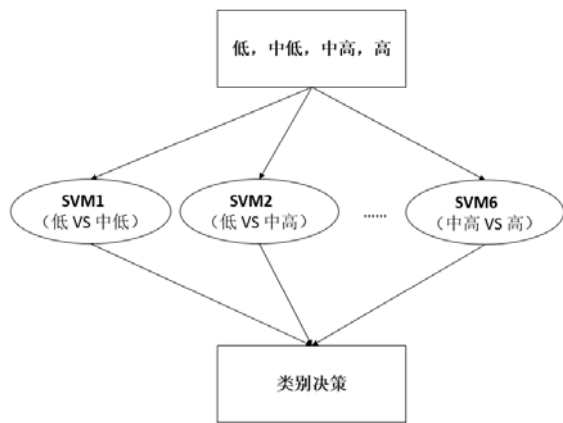 低，中低，中高，高
SVM1
（低 VS 中低）
SVM2
（低 VS 中高）
……
SVM6
（中高 VS 高）
类别决策